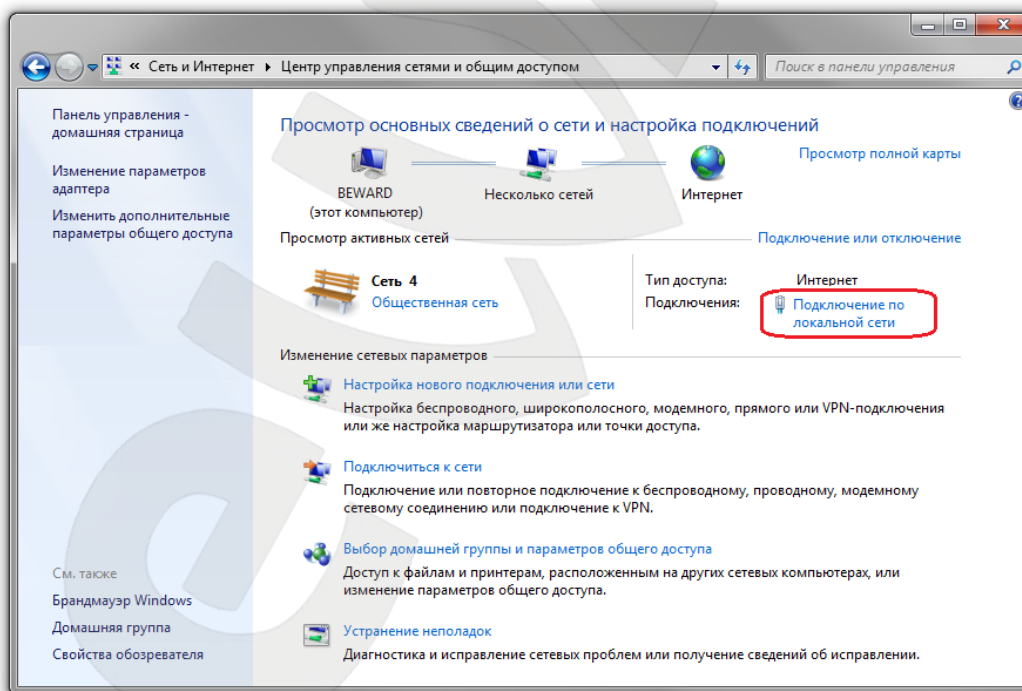 « Сеть и Интернет ▸ Центр управления сетями и общим доступом
Поиск в панели управления
Панель управления -
домашняя страница
Изменение параметров
адаптера
Изменить дополнительные
параметры общего доступа
См. также
Брандмауэр Windows
Домашняя группа
Свойства обозревателя
Просмотр основных сведений о сети и настройка подключений
Просмотр полной карты
BEWARD
(этот компьютер)
Несколько сетей
Интернет
Просмотр активных сетей
Подключение или отключение
Сеть 4
Общественная сеть
Тип доступа: Интернет
Подключения: Подключение по
локальной сети
Изменение сетевых параметров
Настройка нового подключения или сети
Настройка беспроводного, широкополосного, модемного, прямого или VPN-подключения
или же настройка маршрутизатора или точки доступа.
Подключиться к сети
Подключение или повторное подключение к беспроводному, проводному, модемному
сетевому соединению или подключение к VPN.
Выбор домашней группы и параметров общего доступа
Доступ к файлам и принтерам, расположенным на других сетевых компьютерах, или
изменение параметров общего доступа.
Устранение неполадок
Диагностика и исправление сетевых проблем или получение сведений об исправлении.